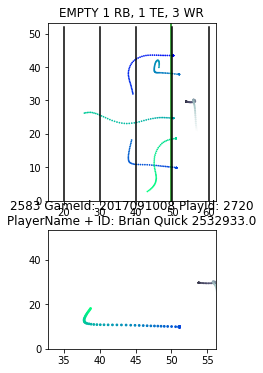 EMPTY 1 RB, 1 TE, 3 WR
50
40
30
20
10
0
20 30 40 50 60
2583 GameId: 2017091008 PlayId: 2720
PlayerName + ID: Brian Quick 2532933.0
40
20
0
35 40 45 50 55